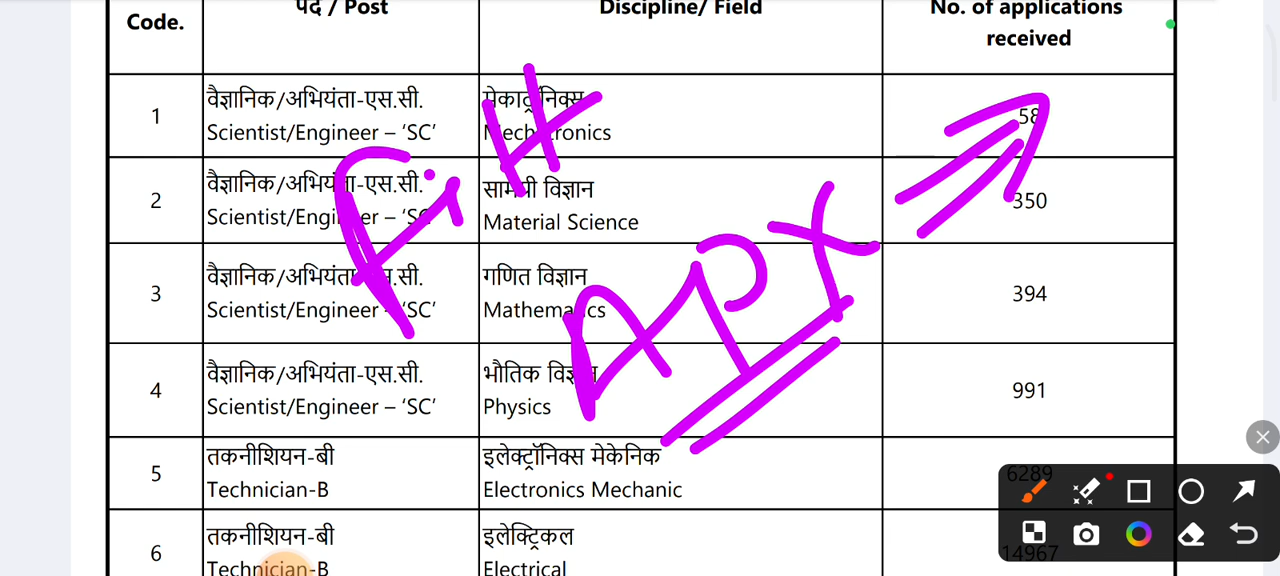 Code.
पद / Post
Discipline/ Field
No. of applications
received
1
वैज्ञानिक/अभियंता-एस.सी.
Scientist/Engineer – ‘SC’
मेकाट्रॉनिक्स
Mechatronics
58
2
वैज्ञानिक/अभियंता-एस.सी.
Scientist/Engineer – ‘SC’
सामग्री विज्ञान
Material Science
350
3
वैज्ञानिक/अभियंता-एस.सी.
Scientist/Engineer – ‘SC’
गणित विज्ञान
Mathematics
394
4
वैज्ञानिक/अभियंता-एस.सी.
Scientist/Engineer – ‘SC’
भौतिक विज्ञान
Physics
991
5
तकनीशियन-बी
Technician-B
इलेक्ट्रॉनिक्स मेकेनिक
Electronics Mechanic
6289
6
तकनीशियन-बी
Technician-B
इलेक्ट्रिकल
Electrical
14967